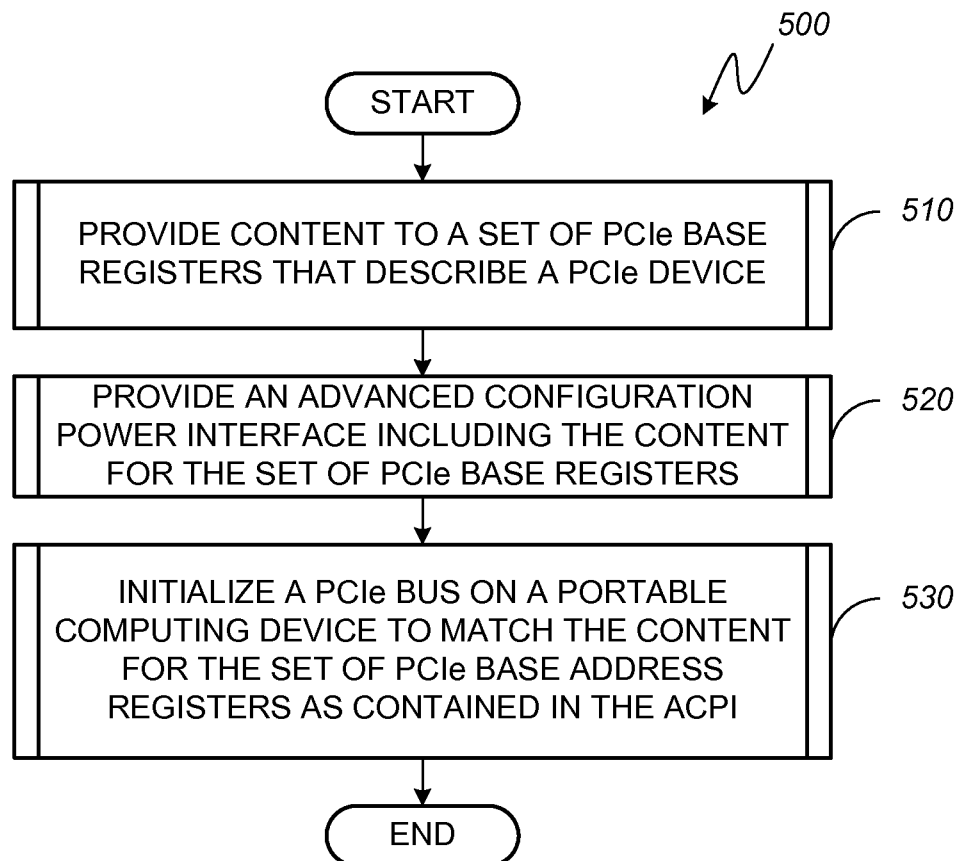 500
START
PROVIDE CONTENT TO A SET OF PCIe BASE
REGISTERS THAT DESCRIBE A PCIe DEVICE
510
PROVIDE AN ADVANCED CONFIGURATION
POWER INTERFACE INCLUDING THE CONTENT
FOR THE SET OF PCIe BASE REGISTERS
520
INITIALIZE A PCIe BUS ON A PORTABLE
COMPUTING DEVICE TO MATCH THE CONTENT
FOR THE SET OF PCIe BASE ADDRESS
REGISTERS AS CONTAINED IN THE ACPI
530
END